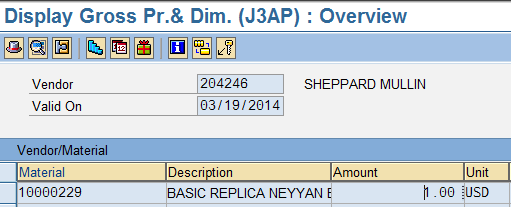 Display Gross Pr.& Dim. (J3AP) : Overview
Vendor 204246 SHEPPARD MULLIN
Valid On 03/19/2014
Vendor/Material
Material Description Amount Unit
10000229 BASIC REPLICA NEYYAN 1.00 USD